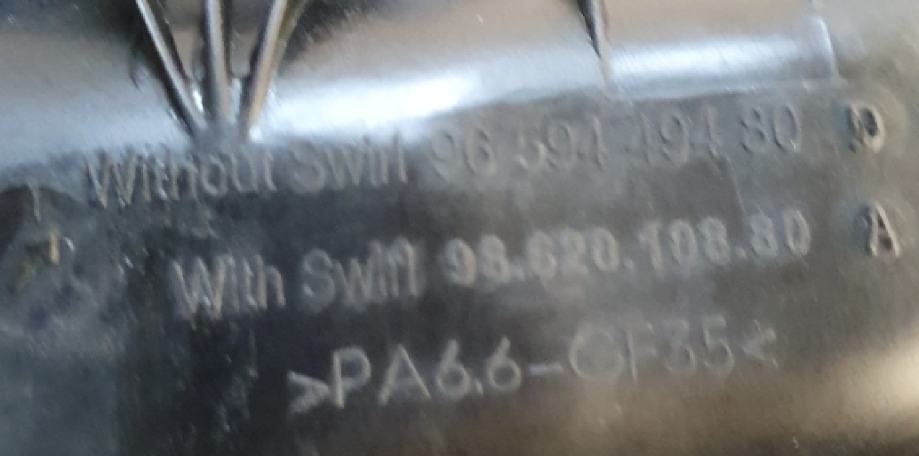 Without Swirl 96 594 194 80 D
With Swirl 96.620.108.80 A
>PA6.6-GF35<